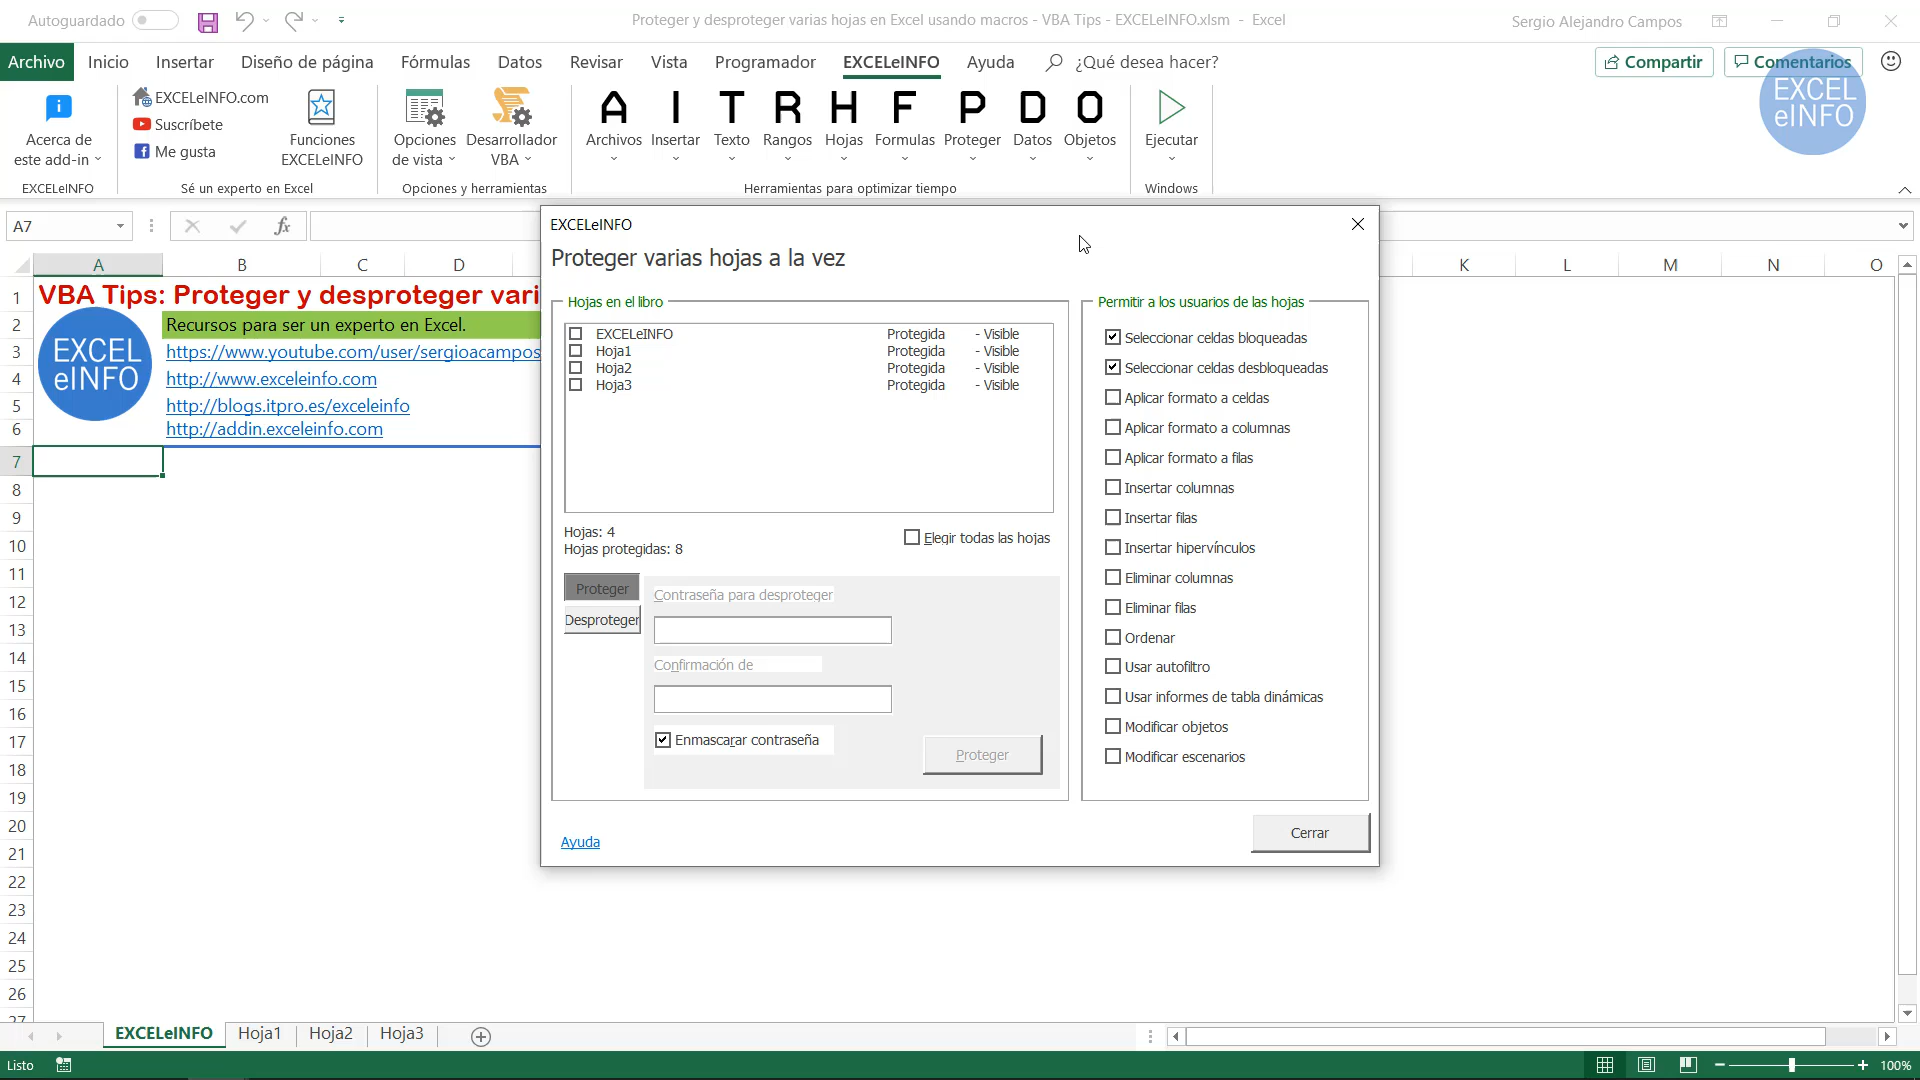 Autoguardado
Proteger y desproteger varias hojas en Excel usando macros - VBA Tips - EXCELeINFO.xlsm - Excel
Sergio Alejandro Campos
Archivo Inicio Insertar Diseño de página Fórmulas Datos Revisar Vista Programador EXCELeINFO Ayuda ¿Qué desea hacer?
Compartir
Comentarios
EXCEL
eINFO
Acerca de
este add-in
EXCELeINFO
EXCELeINFO.com
Suscríbete
Me gusta
Funciones
EXCELeINFO
Sé un experto en Excel
Opciones
de vista
Desarrollador
VBA
Opciones y herramientas
A I T R H F P D O
Archivos Insertar Texto Rangos Hojas Formulas Proteger Datos Objetos
Herramientas para optimizar tiempo
Ejecutar
Windows
A7
fx
A B C D K L M N O
1
VBA Tips: Proteger y desproteger vari
2
Recursos para ser un experto en Excel.
3
https://www.youtube.com/user/sergioacampos
4
http://www.exceleinfo.com
5
http://blogs.itpro.es/exceleinfo
6
http://addin.exceleinfo.com
EXCEL
eINFO
7
8
9
10
11
12
13
14
15
16
17
18
19
20
21
22
23
24
25
26
27
EXCELeINFO
Proteger varias hojas a la vez
Hojas en el libro
EXCELeINFO Protegida - Visible
Hoja1 Protegida - Visible
Hoja2 Protegida - Visible
Hoja3 Protegida - Visible
Hojas: 4
Hojas protegidas: 8
Elegir todas las hojas
Proteger
Desproteger
Contraseña para desproteger
Confirmación de
Enmascarar contraseña
Proteger
Permitir a los usuarios de las hojas
Seleccionar celdas bloqueadas
Seleccionar celdas desbloqueadas
Aplicar formato a celdas
Aplicar formato a columnas
Aplicar formato a filas
Insertar columnas
Insertar filas
Insertar hipervínculos
Eliminar columnas
Eliminar filas
Ordenar
Usar autofiltro
Usar informes de tabla dinámicas
Modificar objetos
Modificar escenarios
Ayuda
Cerrar
EXCELeINFO Hoja1 Hoja2 Hoja3
Listo
100%